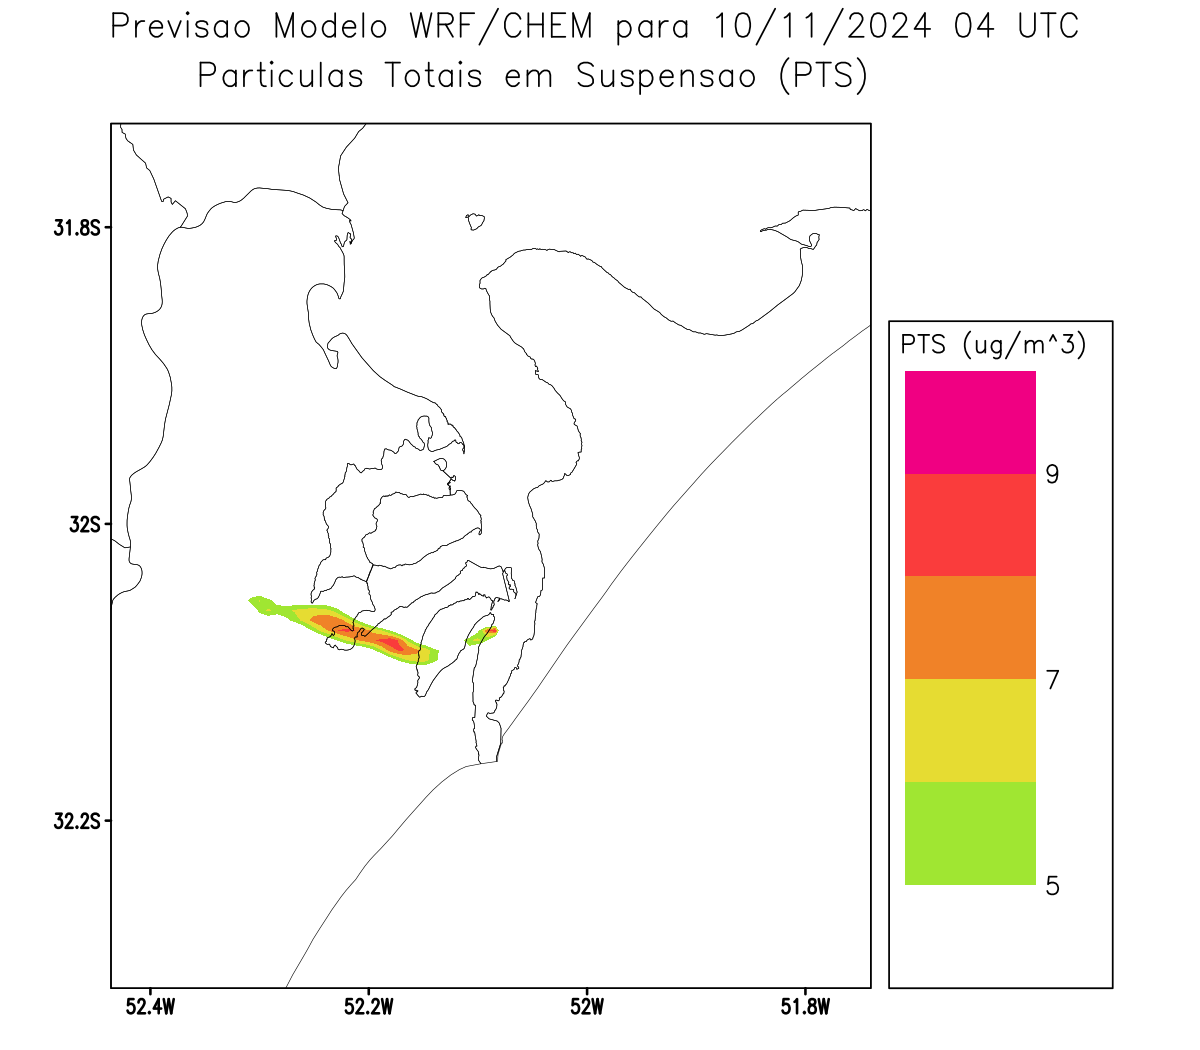 Previsao Modelo WRF/CHEM para 10/11/2024 04 UTC
Particulas Totais em Suspensao (PTS)
31.8S
32S
32.2S
52.4W
52.2W
52W
51.8W
PTS (ug/m^3)
9
7
5